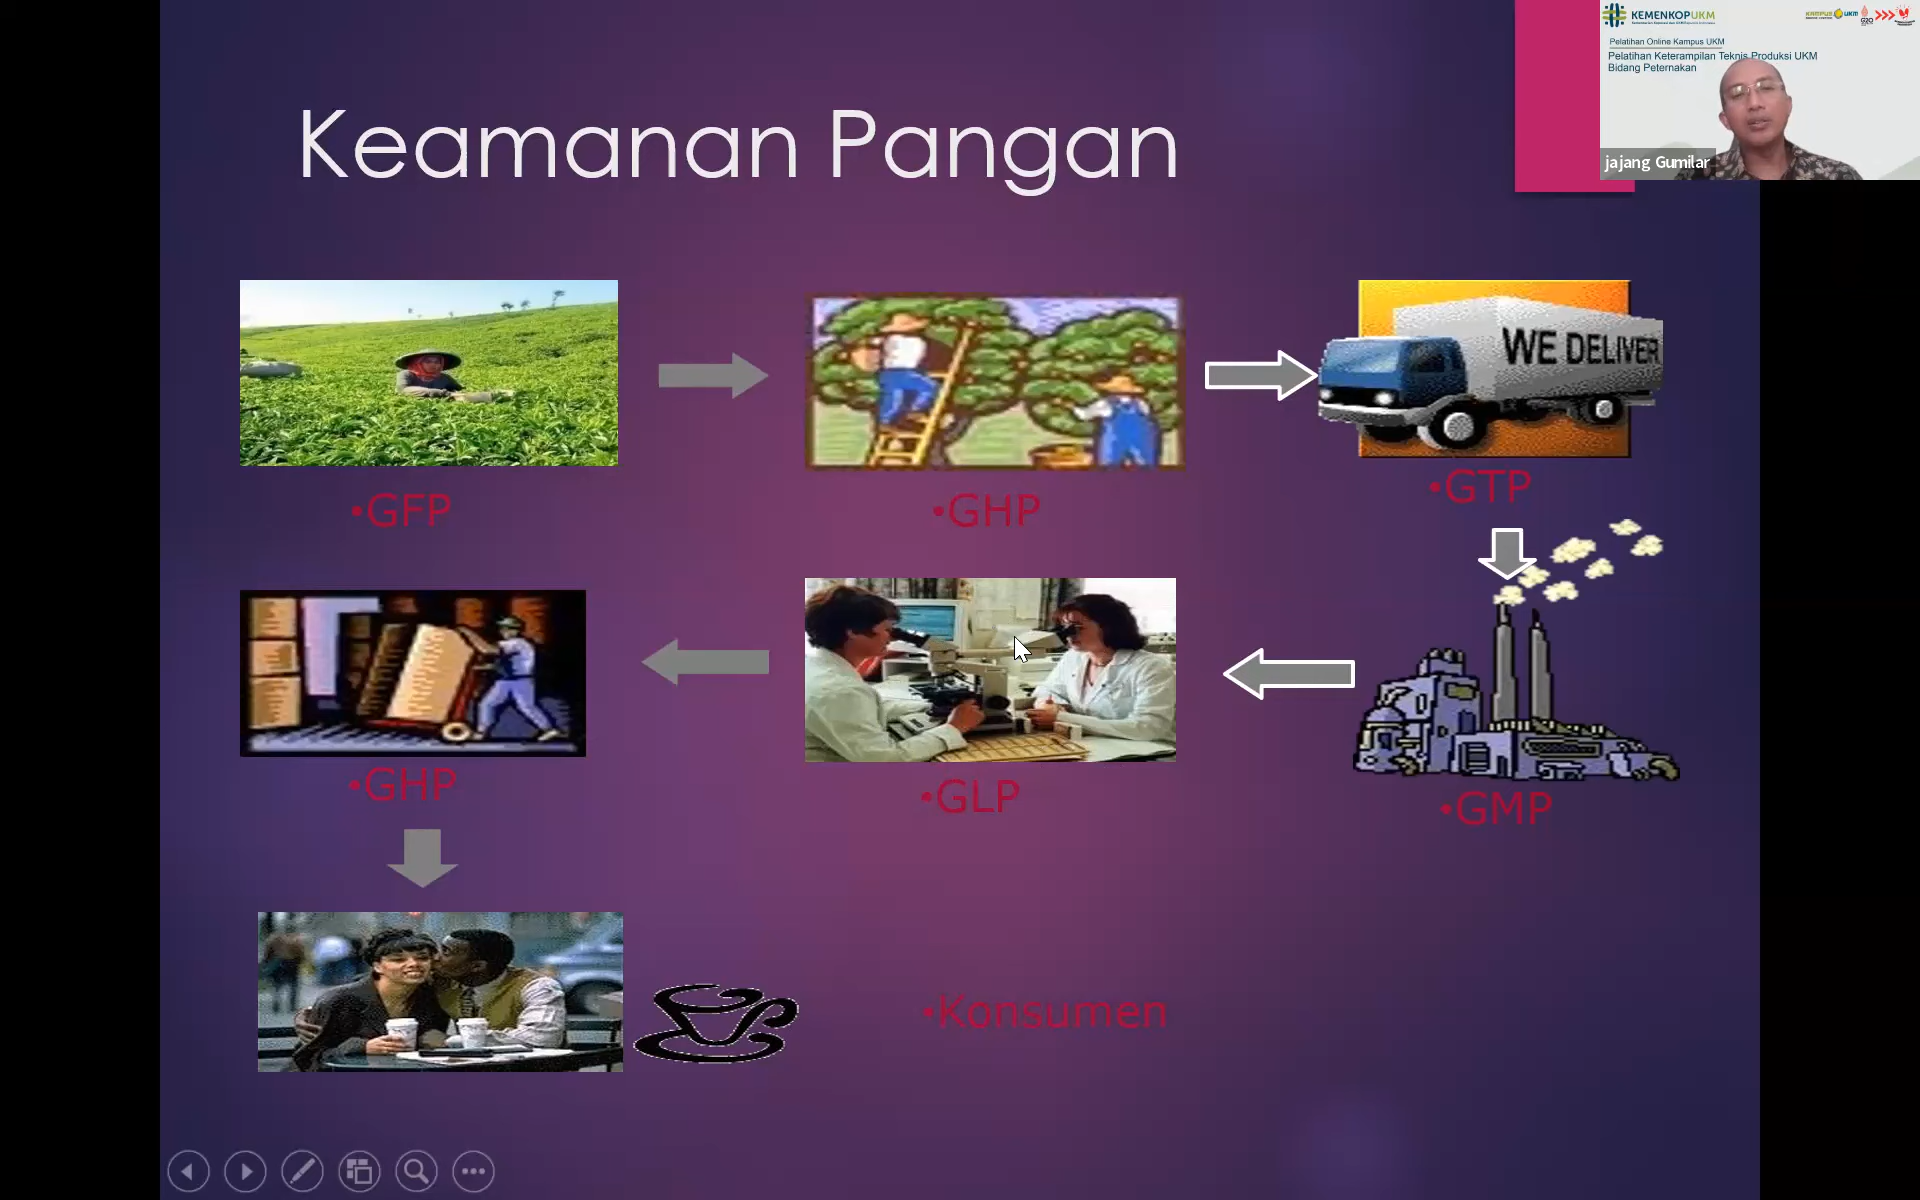 KEMENKOPUKM
Pelatihan Online Kampus UKM
Pelatihan Keterampilan Teknis Produksi UKM
Bidang Peternakan
jajang Gumilar
Keamanan Pangan
WE DELIVER
•GFP
•GHP
•GTP
•GHP
•GLP
•GMP
•Konsumen